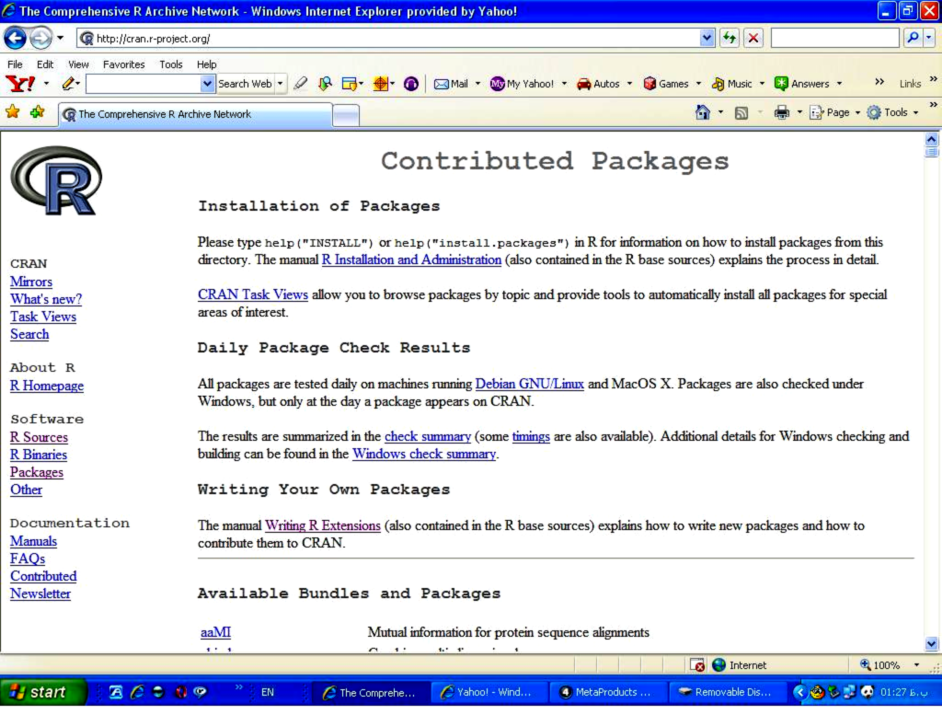 The Comprehensive R Archive Network - Windows Internet Explorer provided by Yahoo!
http://cran.r-project.org/
File Edit View Favorites Tools Help
Y! Search Web Mail My Yahoo! Autos Games Music Answers >> Links >>
The Comprehensive R Archive Network Page Tools >>
R
CRAN
Mirrors
What's new?
Task Views
Search
About R
R Homepage
Software
R Sources
R Binaries
Packages
Other
Documentation
Manuals
FAQs
Contributed
Newsletter
Contributed Packages
Installation of Packages
Please type help("INSTALL") or help("install.packages") in R for information on how to install packages from this
directory. The manual R Installation and Administration (also contained in the R base sources) explains the process in detail.
CRAN Task Views allow you to browse packages by topic and provide tools to automatically install all packages for special
areas of interest.
Daily Package Check Results
All packages are tested daily on machines running Debian GNU/Linux and MacOS X. Packages are also checked under
Windows, but only at the day a package appears on CRAN.
The results are summarized in the check summary (some timings are also available). Additional details for Windows checking and
building can be found in the Windows check summary.
Writing Your Own Packages
The manual Writing R Extensions (also contained in the R base sources) explains how to write new packages and how to
contribute them to CRAN.
Available Bundles and Packages
aaMI Mutual information for protein sequence alignments
Internet 100%
start >> EN The Comprehe... Yahoo! - Wind... MetaProducts ... Removable Dis... 01:27